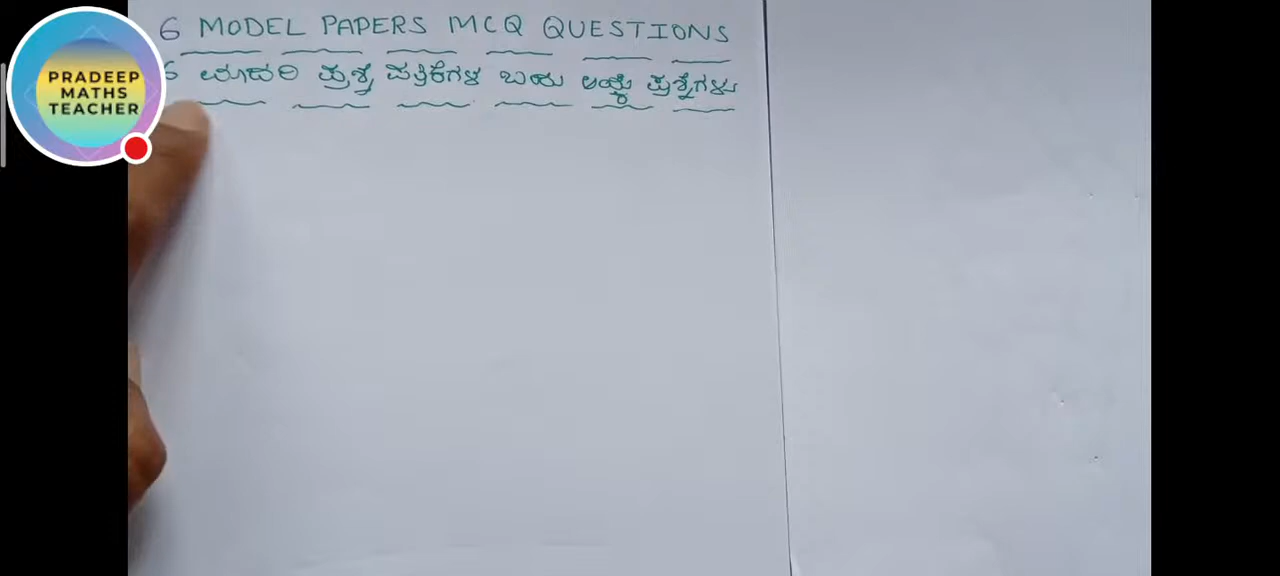 6 MODEL PAPERS MCQ QUESTIONS
6 ಮಾದರಿ ಪ್ರಶ್ನೆ ಪತ್ರಿಕೆಗಳ ಬಹು ಆಯ್ಕೆ ಪ್ರಶ್ನೆಗಳು
PRADEEP
MATHS
TEACHER